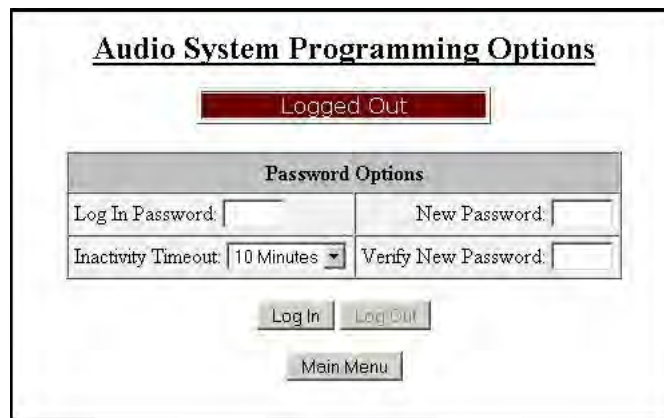 Audio System Programming Options
Logged Out
Password Options
Log In Password: New Password:
Inactivity Timeout: 10 Minutes Verify New Password:
Log In Log Out
Main Menu